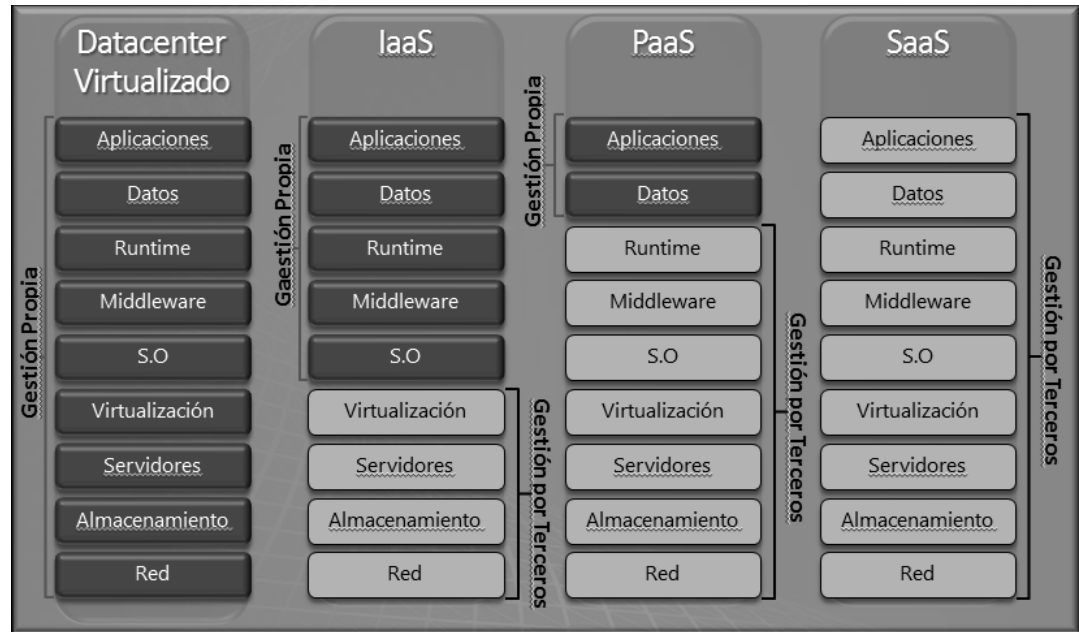 Datacenter
Virtualizado
Gestión Propia
Aplicaciones
Datos
Runtime
Middleware
S.O
Virtualización
Servidores
Almacenamiento
Red
IaaS
Gaestión Propia
Aplicaciones
Datos
Runtime
Middleware
S.O
Virtualización
Servidores
Almacenamiento
Red
Gestión por Terceros
PaaS
Gestión Propia
Aplicaciones
Datos
Runtime
Middleware
S.O
Virtualización
Servidores
Almacenamiento
Red
Gestión por Terceros
SaaS
Aplicaciones
Datos
Runtime
Middleware
S.O
Virtualización
Servidores
Almacenamiento
Red
Gestión por Terceros